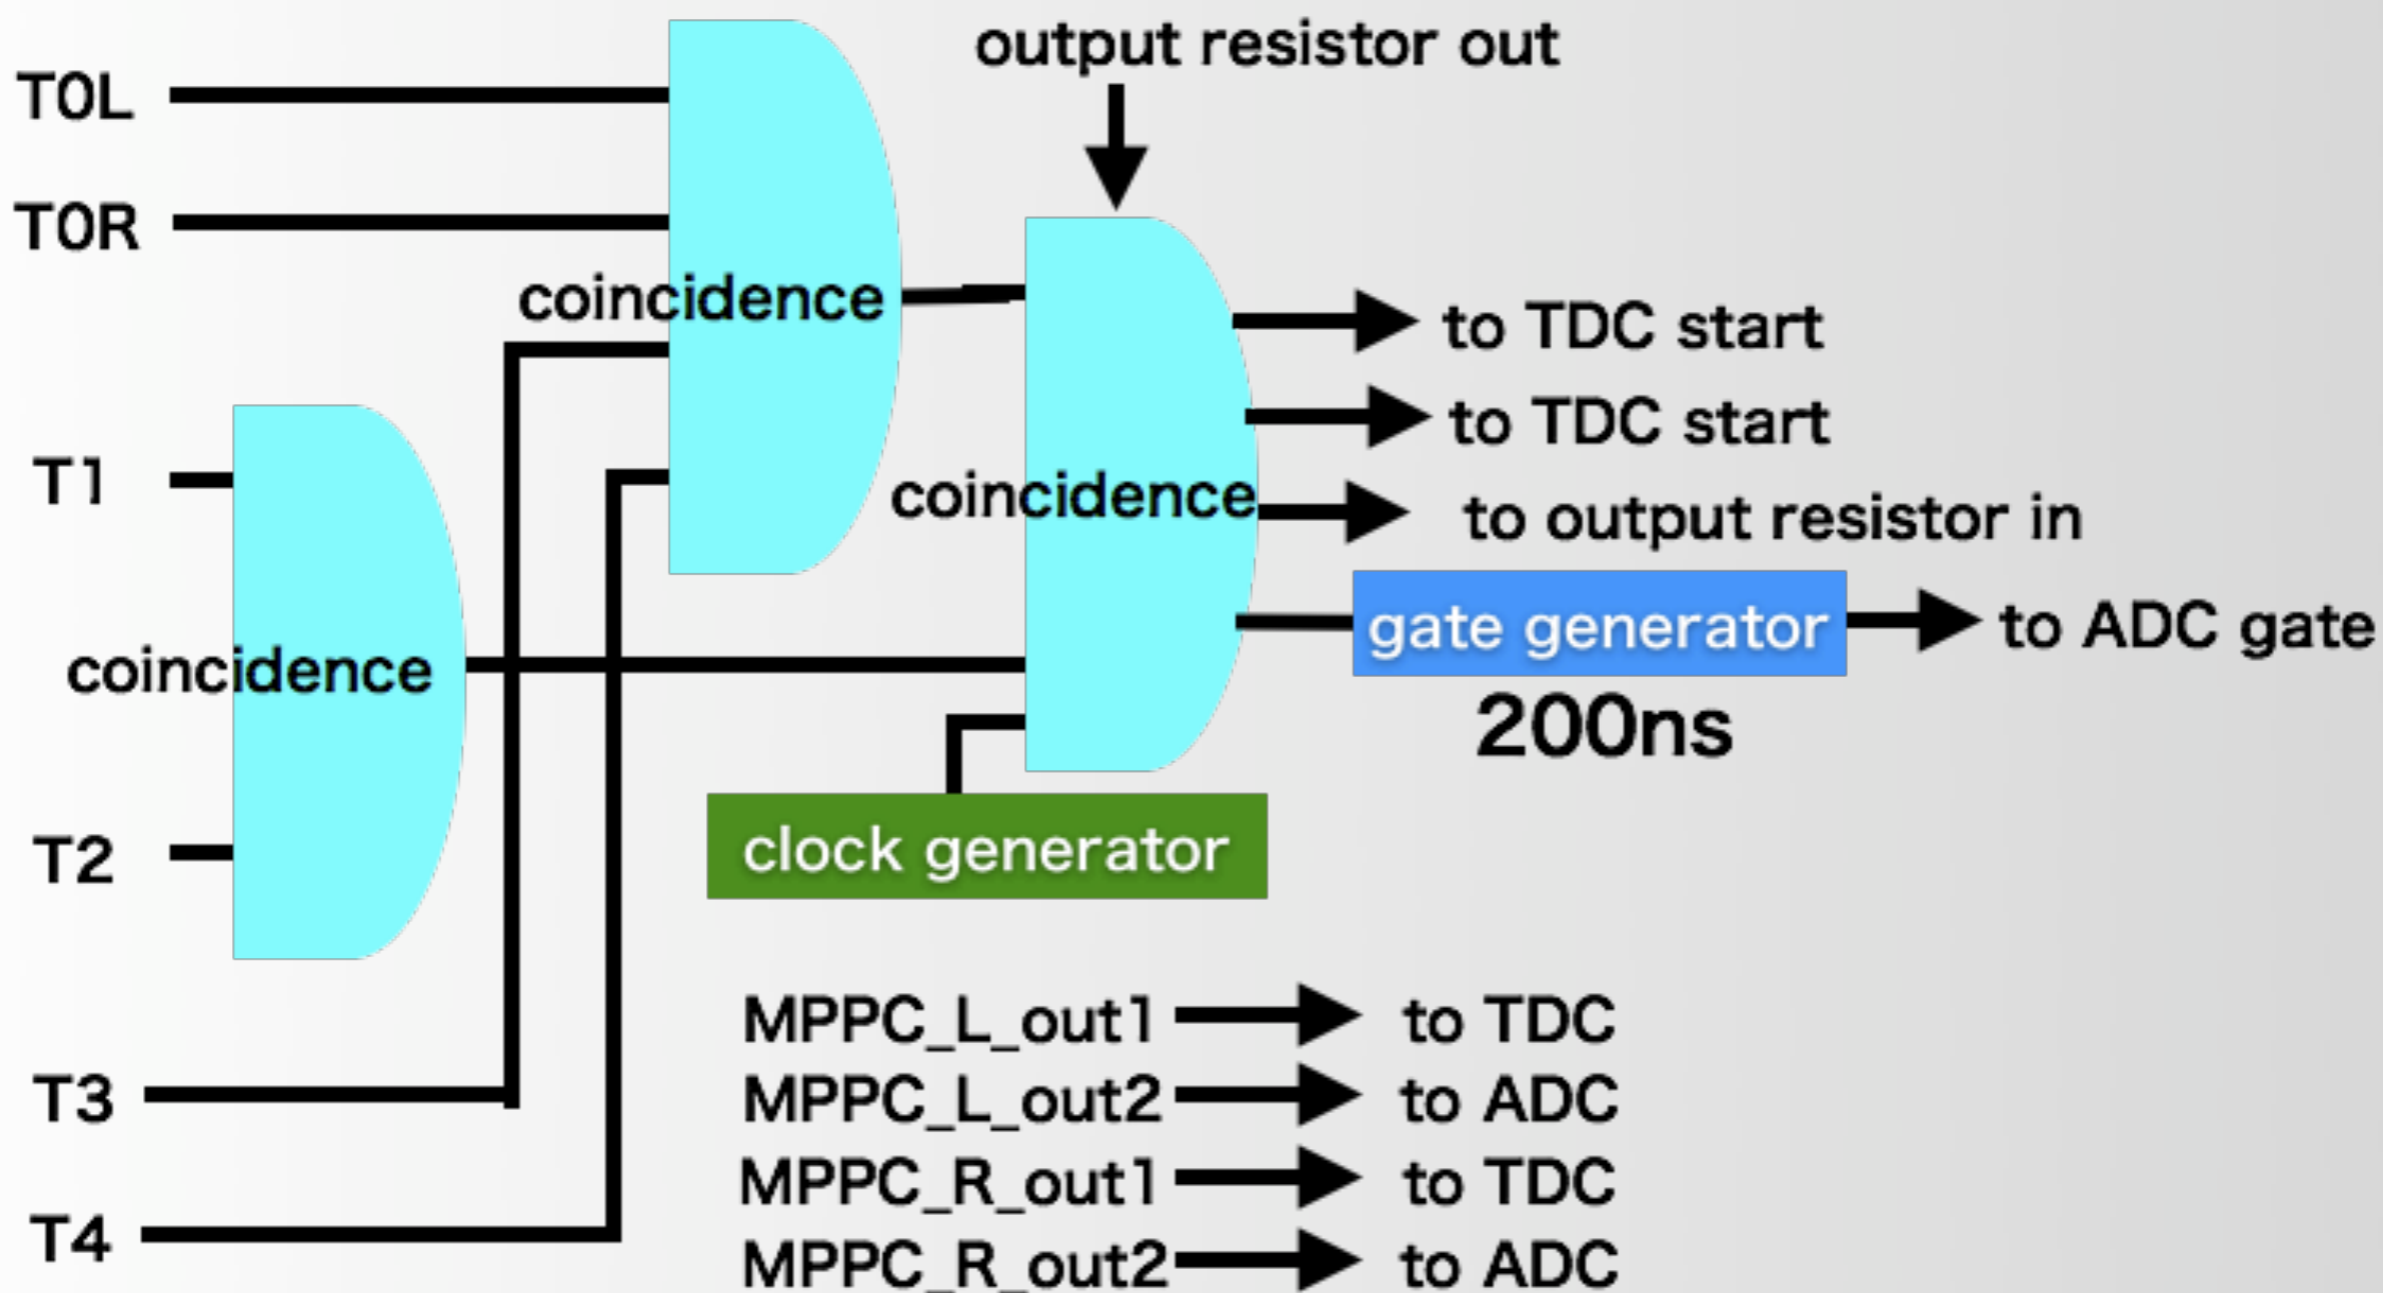 output resistor out
T0L
T0R
coincidence
to TDC start
to TDC start
T1
coincidence
to output resistor in
gate generator
to ADC gate
coincidence
200ns
T2
clock generator
MPPC_L_out1
to TDC
T3
MPPC_L_out2
to ADC
MPPC_R_out1
to TDC
T4
MPPC_R_out2
to ADC